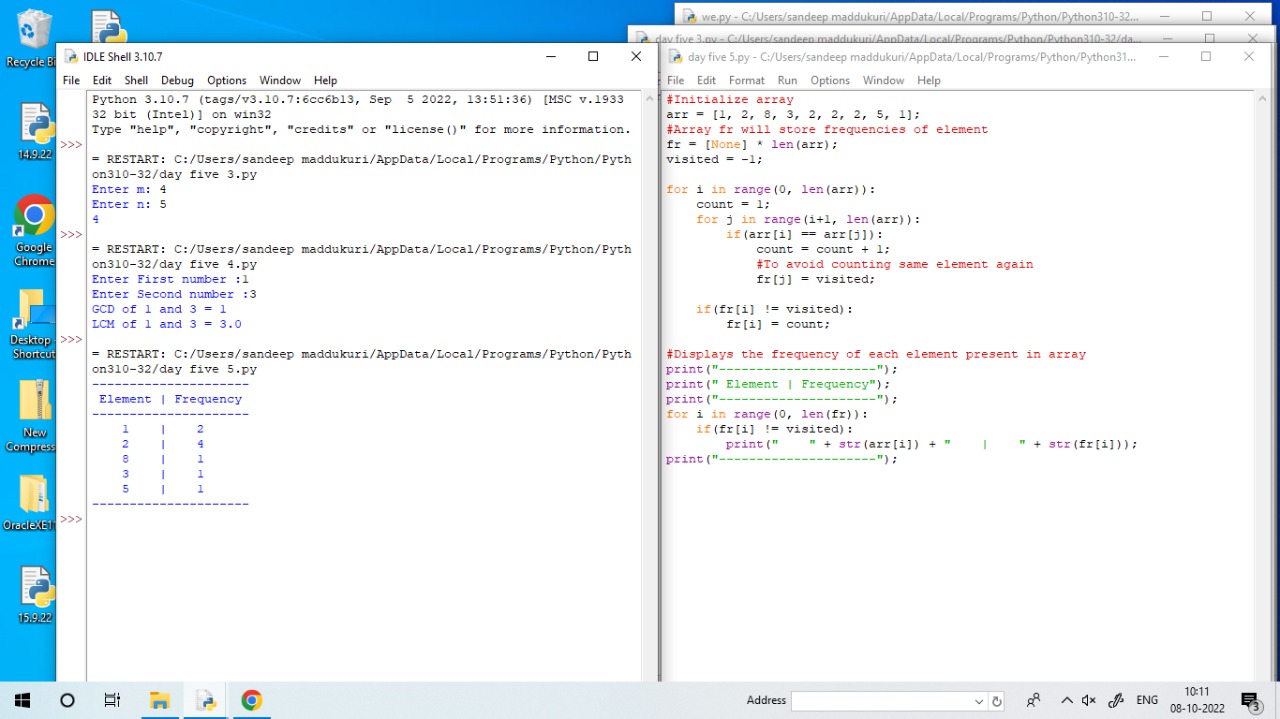 we.py - C:/Users/sandeep maddukuri/AppData/Local/Programs/Python/Python310-32...
day five 3.py - C:/Users/sandeep maddukuri/AppData/Local/Programs/Python/Python310-32/da...
Recycle Bi
14.9.22
Google
Chrome
Desktop -
Shortcut
New
Compress
OracleXE1
15.9.22
IDLE Shell 3.10.7
File Edit Shell Debug Options Window Help
Python 3.10.7 (tags/v3.10.7:6cc6b13, Sep  5 2022, 13:51:36) [MSC v.1933
32 bit (Intel)] on win32
Type "help", "copyright", "credits" or "license()" for more information.
>>>
= RESTART: C:/Users/sandeep maddukuri/AppData/Local/Programs/Python/Pyth
on310-32/day five 3.py
Enter m: 4
Enter n: 5
4
>>>
= RESTART: C:/Users/sandeep maddukuri/AppData/Local/Programs/Python/Pyth
on310-32/day five 4.py
Enter First number :1
Enter Second number :3
GCD of 1 and 3 = 1
LCM of 1 and 3 = 3.0
>>>
= RESTART: C:/Users/sandeep maddukuri/AppData/Local/Programs/Python/Pyth
on310-32/day five 5.py
---------------------
 Element | Frequency
---------------------
    1    |    2
    2    |    4
    8    |    1
    3    |    1
    5    |    1
---------------------
>>>
day five 5.py - C:/Users/sandeep maddukuri/AppData/Local/Programs/Python/Python31...
File Edit Format Run Options Window Help
#Initialize array
arr = [1, 2, 8, 3, 2, 2, 2, 5, 1];
#Array fr will store frequencies of element
fr = [None] * len(arr);
visited = -1;
for i in range(0, len(arr)):
    count = 1;
    for j in range(i+1, len(arr)):
        if(arr[i] == arr[j]):
            count = count + 1;
            #To avoid counting same element again
            fr[j] = visited;
    if(fr[i] != visited):
        fr[i] = count;
#Displays the frequency of each element present in array
print("---------------------");
print(" Element | Frequency");
print("---------------------");
for i in range(0, len(fr)):
    if(fr[i] != visited):
        print("    " + str(arr[i]) + "    |    " + str(fr[i]));
print("---------------------");
Address
ENG
10:11
08-10-2022
3